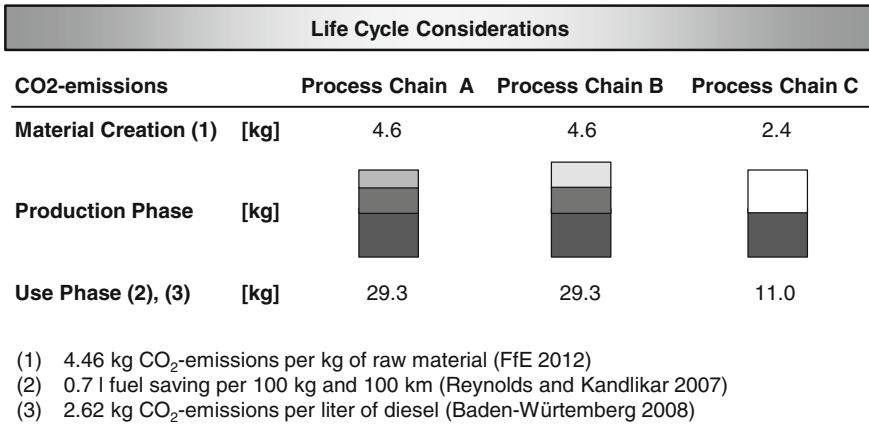 Life Cycle Considerations
CO2-emissions Process Chain A Process Chain B Process Chain C
Material Creation (1) [kg] 4.6 4.6 2.4
Production Phase [kg]
Use Phase (2), (3) [kg] 29.3 29.3 11.0
(1) 4.46 kg CO₂-emissions per kg of raw material (FfE 2012)
(2) 0.7 l fuel saving per 100 kg and 100 km (Reynolds and Kandlikar 2007)
(3) 2.62 kg CO₂-emissions per liter of diesel (Baden-Würtemberg 2008)